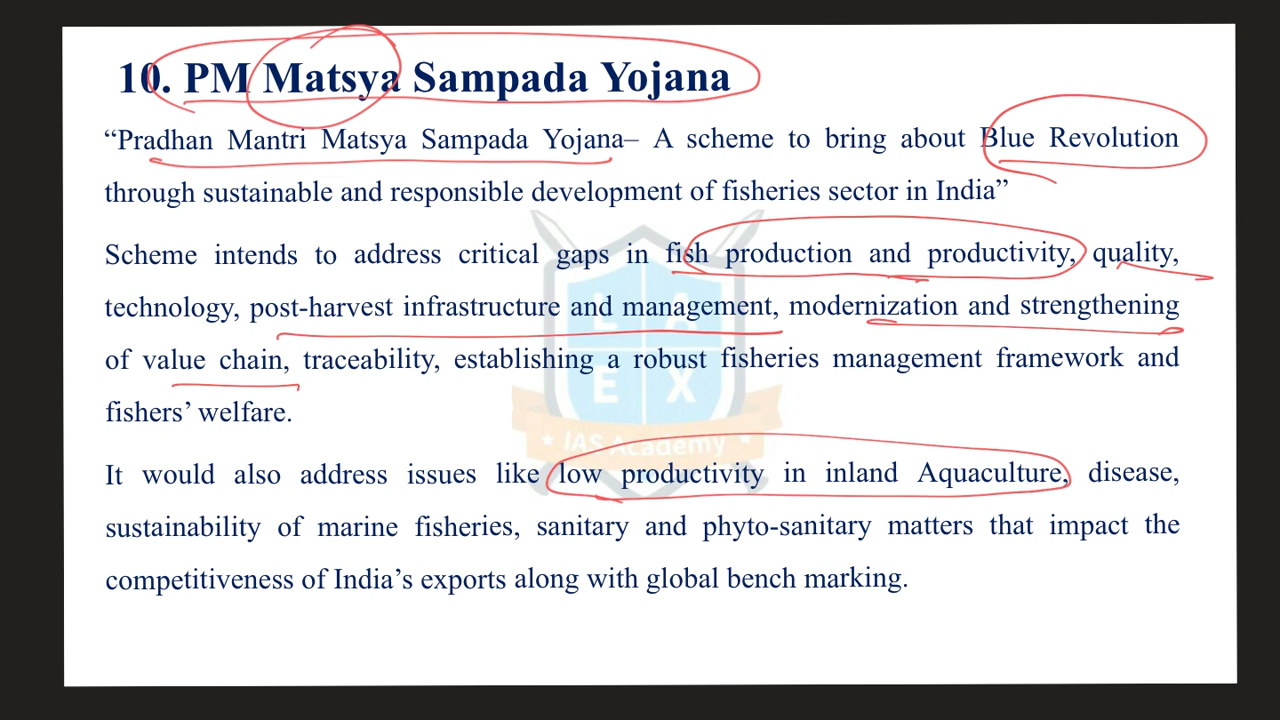 10. PM Matsya Sampada Yojana
“Pradhan Mantri Matsya Sampada Yojana– A scheme to bring about Blue Revolution
through sustainable and responsible development of fisheries sector in India”
Scheme intends to address critical gaps in fish production and productivity, quality,
technology, post-harvest infrastructure and management, modernization and strengthening
of value chain, traceability, establishing a robust fisheries management framework and
fishers’ welfare.
L A
E X
IAS Academy
It would also address issues like low productivity in inland Aquaculture, disease,
sustainability of marine fisheries, sanitary and phyto-sanitary matters that impact the
competitiveness of India’s exports along with global bench marking.